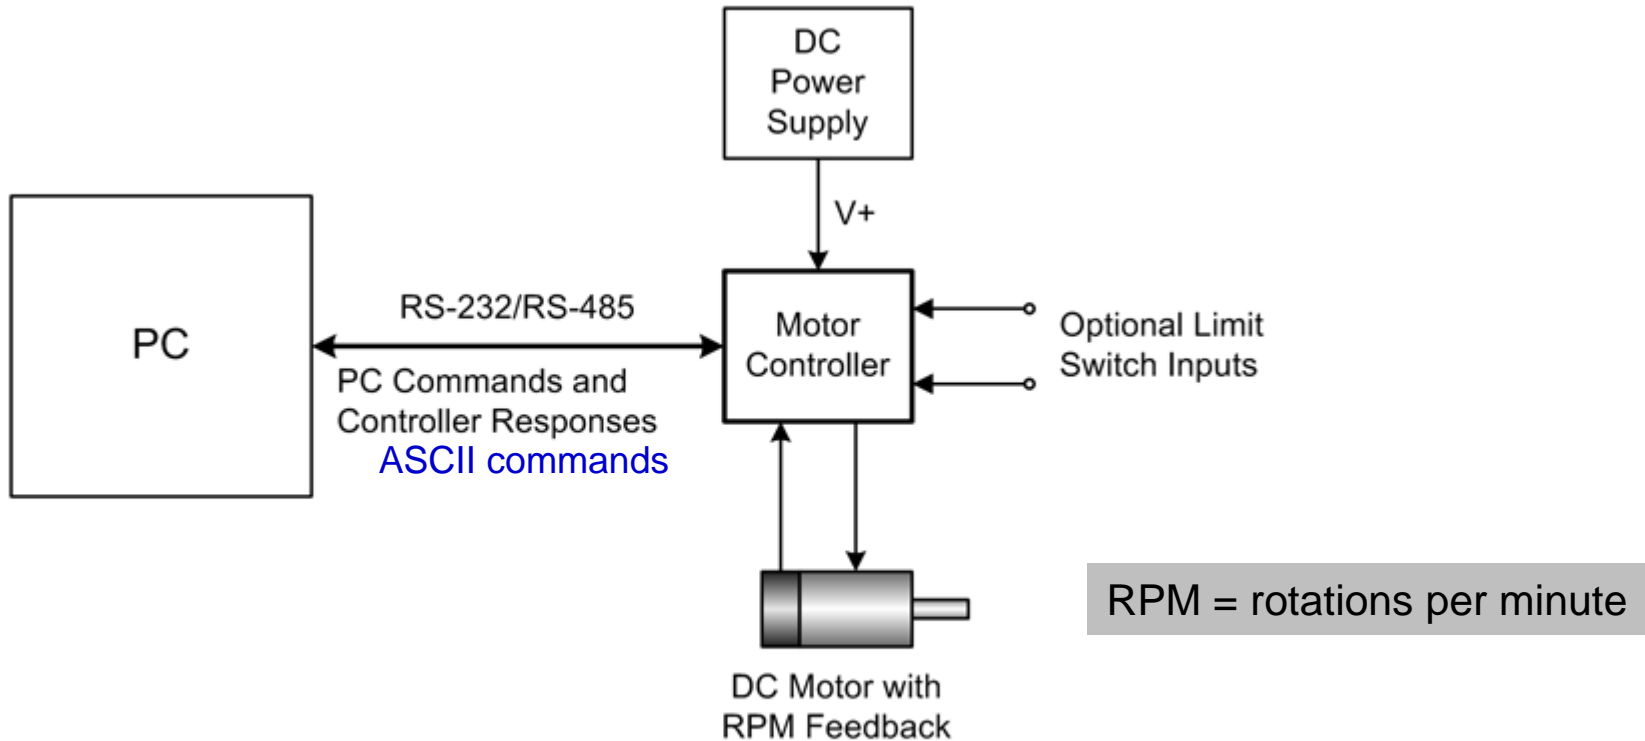 DC
Power
Supply
V+
PC
RS-232/RS-485
PC Commands and
Controller Responses
ASCII commands
Motor
Controller
Optional Limit
Switch Inputs
RPM = rotations per minute
DC Motor with
RPM Feedback